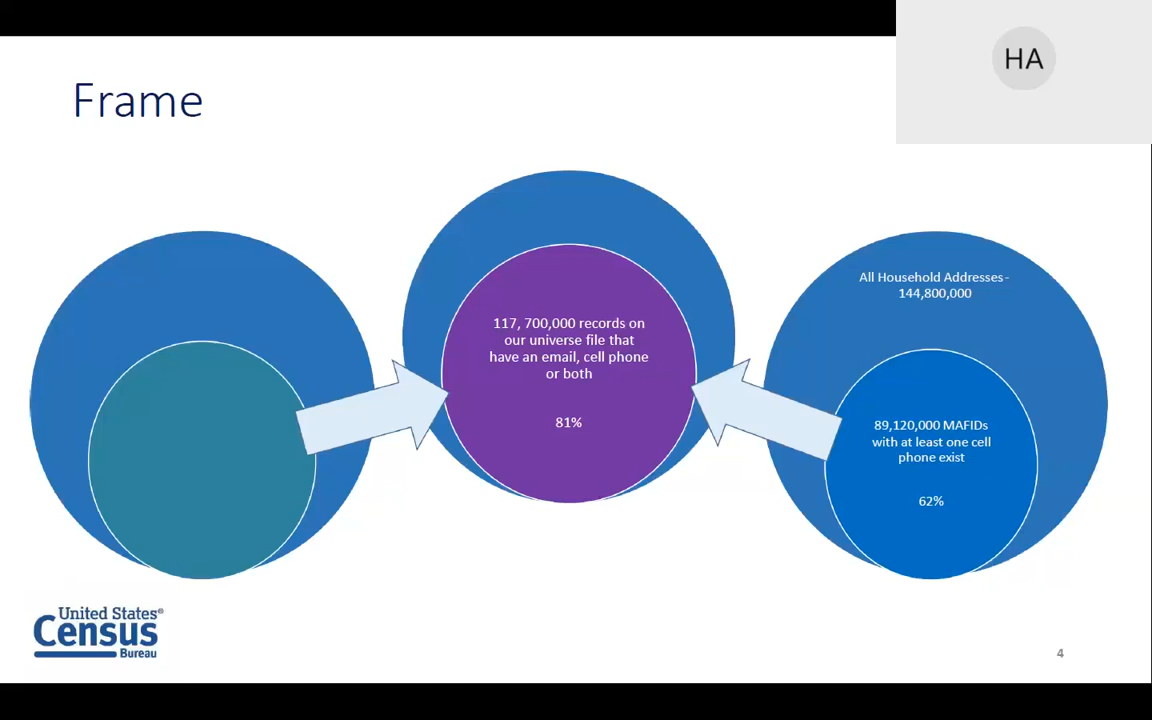 HA
Frame
117, 700,000 records on
our universe file that
have an email, cell phone
or both
81%
All Household Addresses-
144,800,000
89,120,000 MAFIDs
with at least one cell
phone exist
62%
United States®
Census
Bureau
4